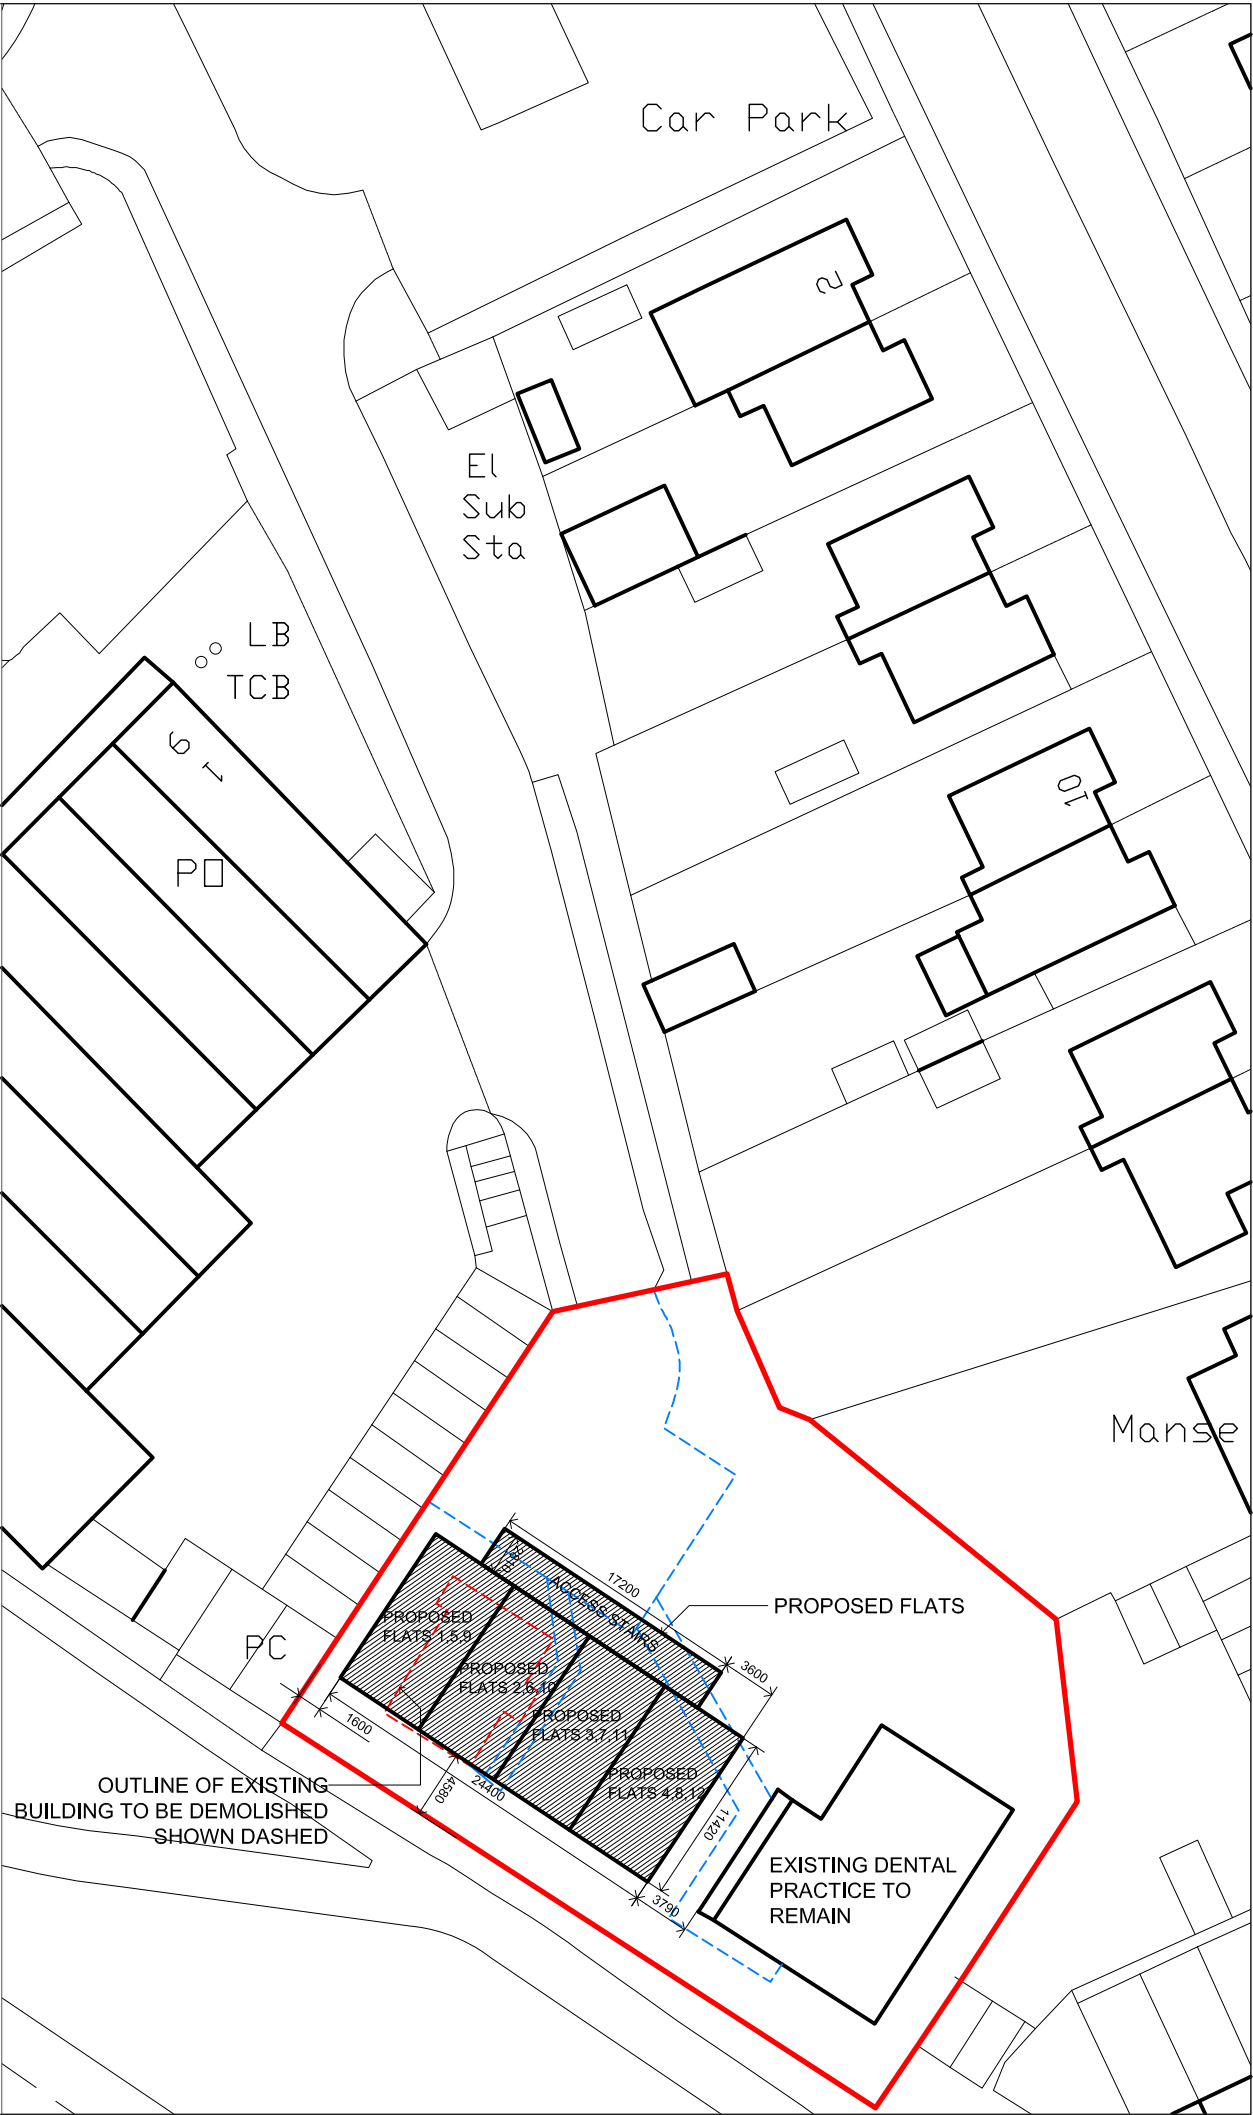 Car Park
2
El
Sub
Sta
LB
TCB
19
10
PO
Manse
17200
ACCESS STAIRS
PROPOSED FLATS
PROPOSED
FLATS 1,5,9
PC
PROPOSED
FLATS 2,6,10
3600
PROPOSED
FLATS 3,7,11
1600
PROPOSED
FLATS 4,8,12
OUTLINE OF EXISTING
BUILDING TO BE DEMOLISHED
SHOWN DASHED
4580
24400
11420
EXISTING DENTAL
PRACTICE TO
REMAIN
3790